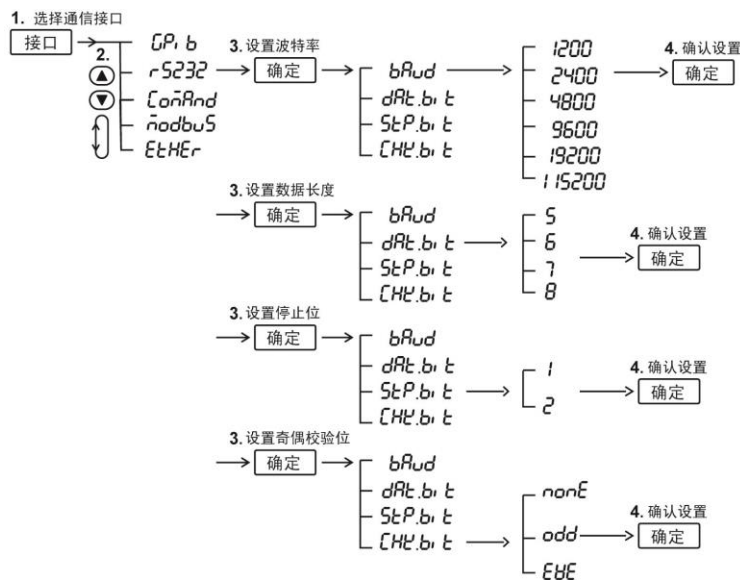 1. 选择通信接口
接口
2.
GPib
rS232
ComAnd
modbuS
EtHEr
3. 设置波特率
确定
bAud
dAt.bit
StP.bit
CHK.bit
1200
2400
4800
9600
19200
115200
4. 确认设置
确定
3. 设置数据长度
确定
bAud
dAt.bit
StP.bit
CHK.bit
5
6
7
8
4. 确认设置
确定
3. 设置停止位
确定
bAud
dAt.bit
StP.bit
CHK.bit
1
2
4. 确认设置
确定
3. 设置奇偶校验位
确定
bAud
dAt.bit
StP.bit
CHK.bit
nonE
odd
EVE
4. 确认设置
确定